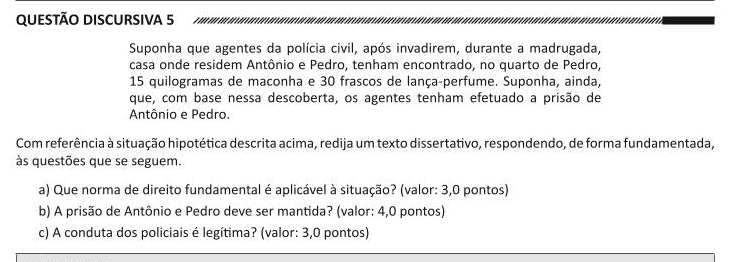 QUESTÃO DISCURSIVA 5
Suponha que agentes da polícia civil, após invadirem, durante a madrugada,
casa onde residem Antônio e Pedro, tenham encontrado, no quarto de Pedro,
15 quilogramas de maconha e 30 frascos de lança-perfume. Suponha, ainda,
que, com base nessa descoberta, os agentes tenham efetuado a prisão de
Antônio e Pedro.
Com referência à situação hipotética descrita acima, redija um texto dissertativo, respondendo, de forma fundamentada,
às questões que se seguem.
a) Que norma de direito fundamental é aplicável à situação? (valor: 3,0 pontos)
b) A prisão de Antônio e Pedro deve ser mantida? (valor: 4,0 pontos)
c) A conduta dos policiais é legítima? (valor: 3,0 pontos)